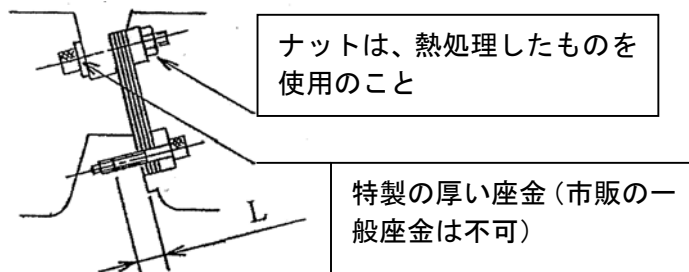 ナットは、熱処理したものを
使用のこと
特製の厚い座金（市販の一
般座金は不可）
L